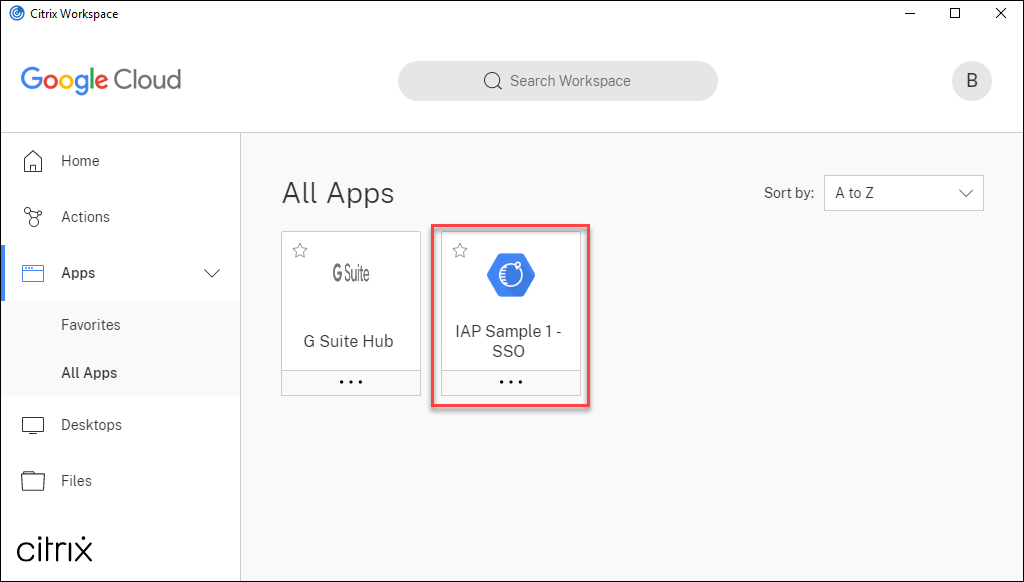 Citrix Workspace
Google Cloud
Search Workspace
B
Home
Actions
Apps
Favorites
All Apps
Desktops
Files
citrix
All Apps
Sort by:
A to Z
G Suite
G Suite Hub
IAP Sample 1 -
SSO